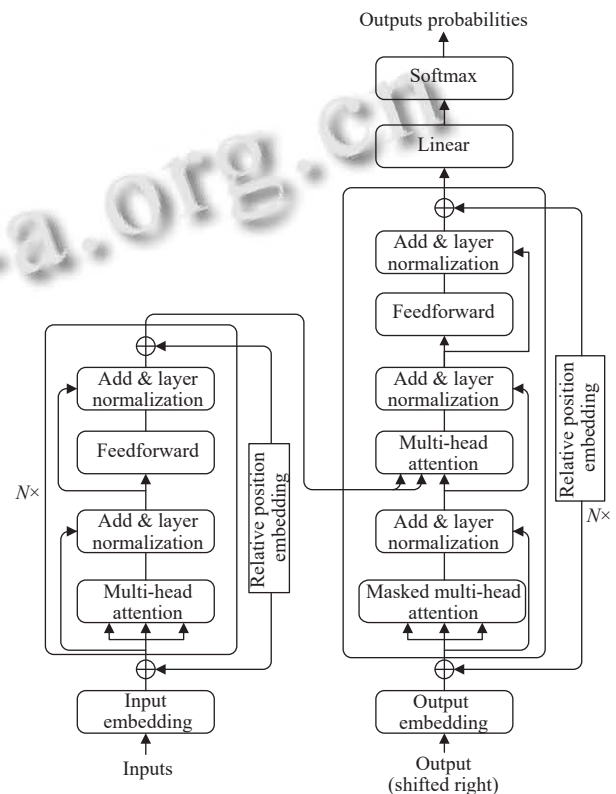 Outputs probabilities
Softmax
Linear
Add & layer
normalization
Feedforward
Add & layer
normalization
Multi-head
attention
Add & layer
normalization
Masked multi-head
attention
Relative position
embedding
N×
Output
embedding
Output
(shifted right)
Add & layer
normalization
Feedforward
N×
Add & layer
normalization
Multi-head
attention
Relative position
embedding
Input
embedding
Inputs
a.org.cn